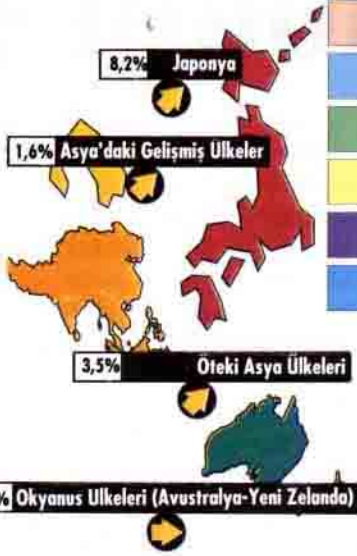 8,2% Japonya
1,6% Asya'daki Gelişmiş Ülkeler
3,5% Öteki Asya Ülkeleri
% Okyanus Ulkeleri (Avustralya-Yeni Zelanda)